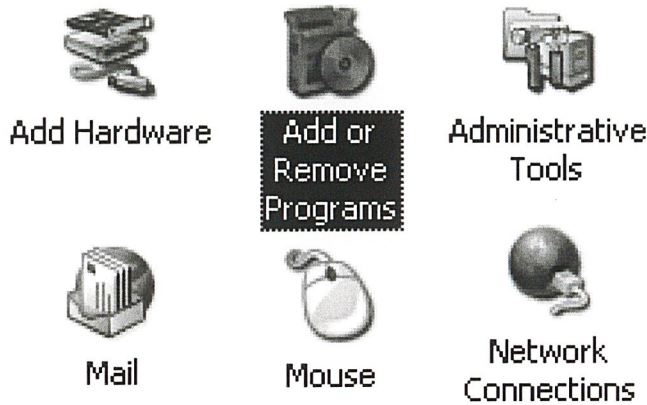 Add Hardware
Add or
Remove
Programs
Administrative
Tools
Mail
Mouse
Network
Connections